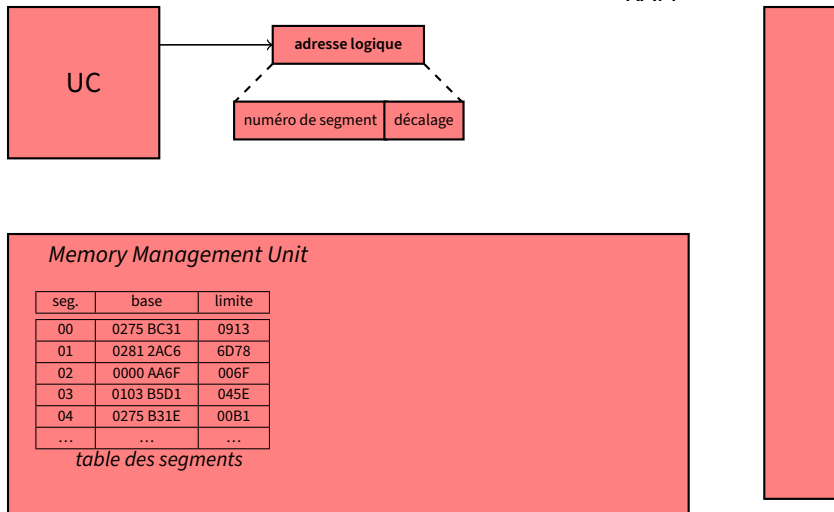 UC
adresse logique
numéro de segment décalage
Memory Management Unit
seg. base limite
00 0275 BC31 0913
01 0281 2AC6 6D78
02 0000 AA6F 006F
03 0103 B5D1 045E
04 0275 B31E 00B1
... ... ...
table des segments